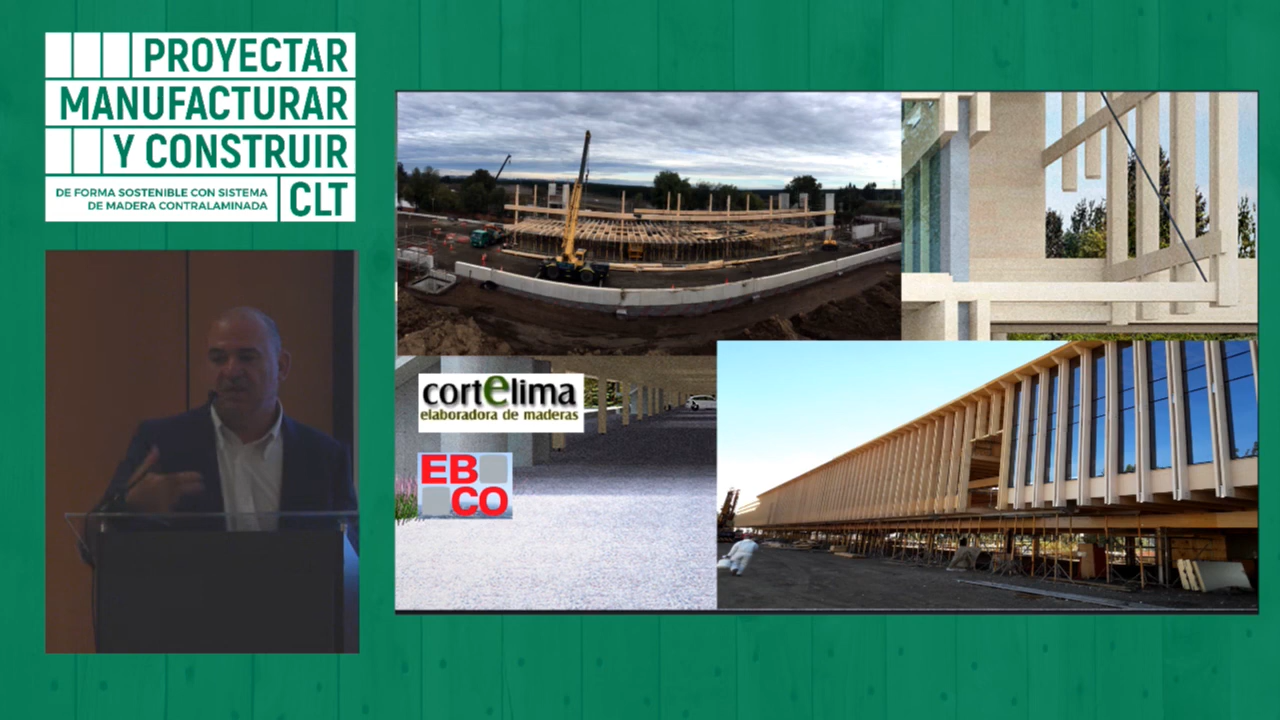 PROYECTAR
MANUFACTURAR
Y CONSTRUIR
DE FORMA SOSTENIBLE CON SISTEMA
DE MADERA CONTRALAMINADA
CLT
cortelima
elaboradora de maderas
EB
CO